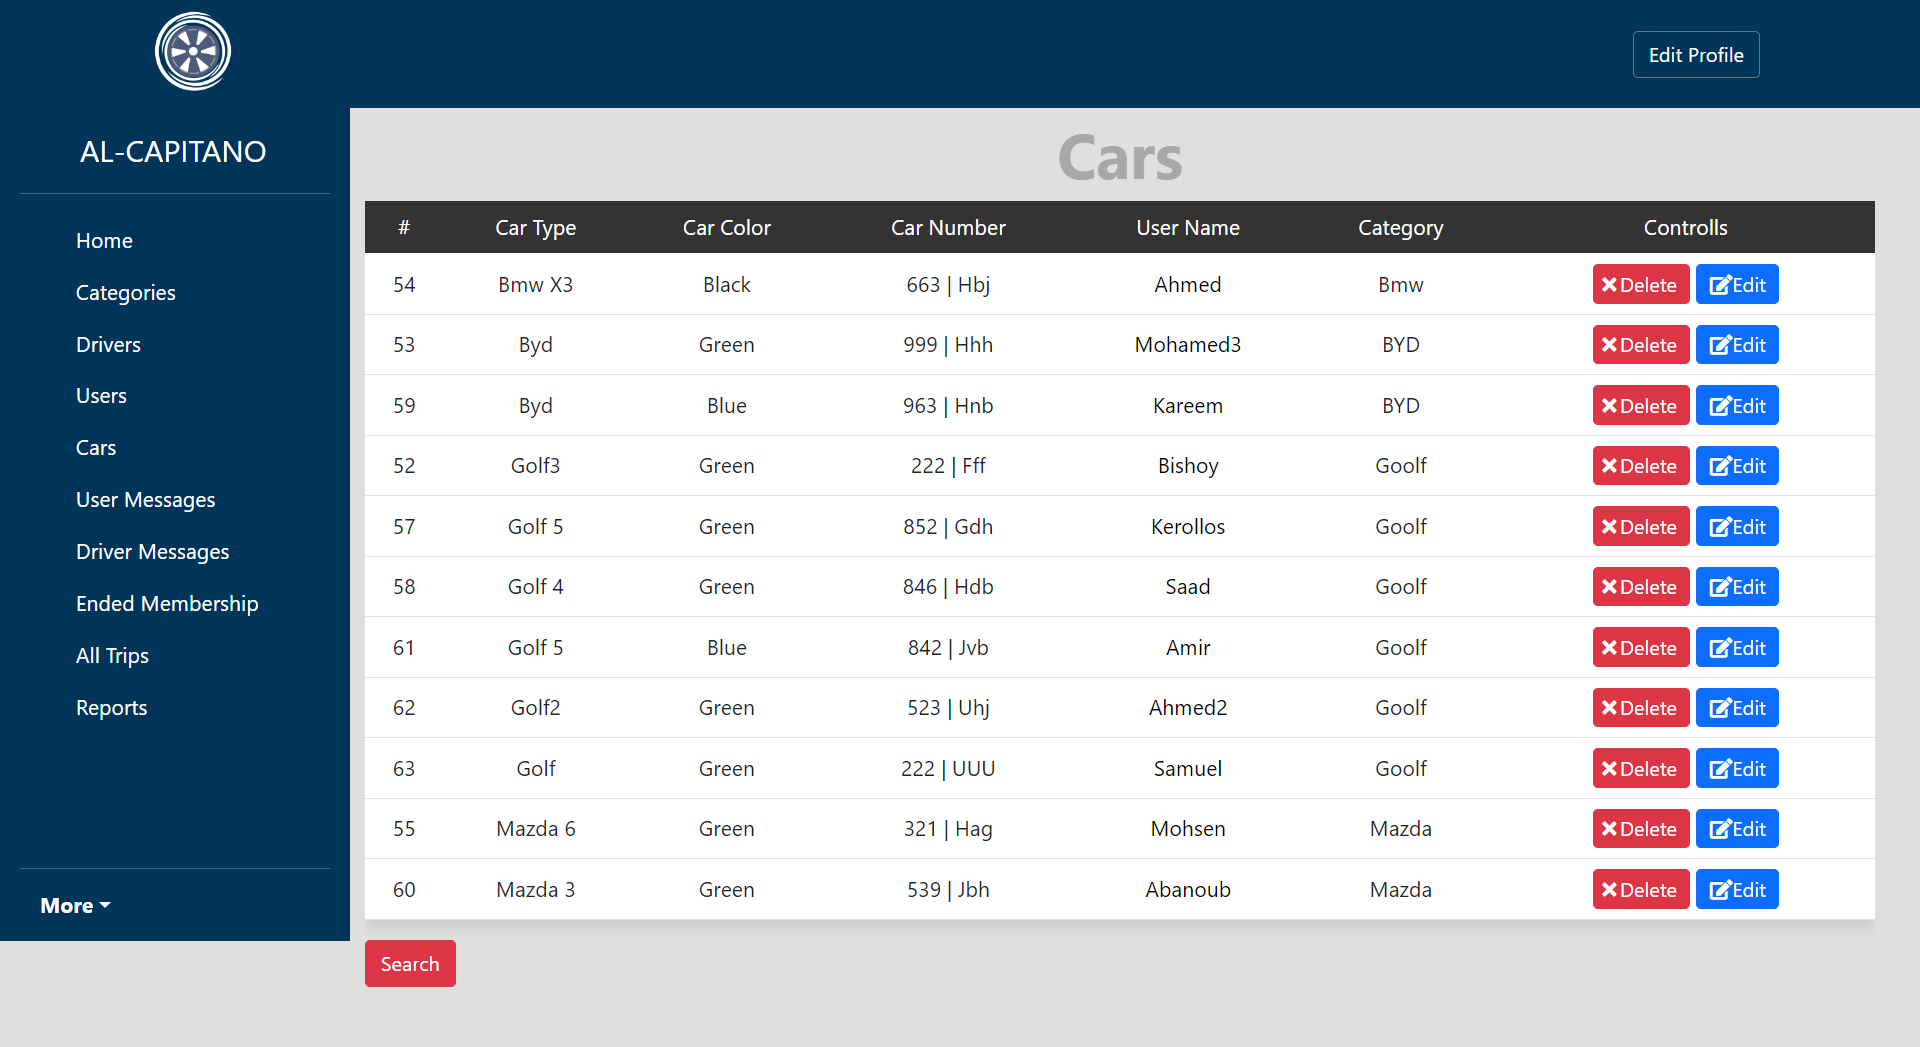 Edit Profile
AL-CAPITANO
Home
Categories
Drivers
Users
Cars
User Messages
Driver Messages
Ended Membership
All Trips
Reports
More
Cars
# Car Type Car Color Car Number User Name Category Controlls
54 Bmw X3 Black 663 | Hbj Ahmed Bmw Delete Edit
53 Byd Green 999 | Hhh Mohamed3 BYD Delete Edit
59 Byd Blue 963 | Hnb Kareem BYD Delete Edit
52 Golf3 Green 222 | Fff Bishoy Goolf Delete Edit
57 Golf 5 Green 852 | Gdh Kerollos Goolf Delete Edit
58 Golf 4 Green 846 | Hdb Saad Goolf Delete Edit
61 Golf 5 Blue 842 | Jvb Amir Goolf Delete Edit
62 Golf2 Green 523 | Uhj Ahmed2 Goolf Delete Edit
63 Golf Green 222 | UUU Samuel Goolf Delete Edit
55 Mazda 6 Green 321 | Hag Mohsen Mazda Delete Edit
60 Mazda 3 Green 539 | Jbh Abanoub Mazda Delete Edit
Search